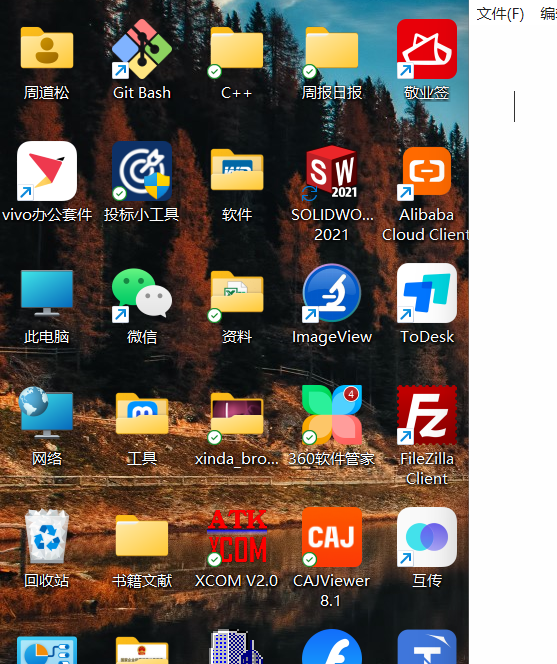 文件(F)
周道松
Git Bash
C++
周报日报
敬业签
vivo办公套件
投标小工具
软件
SW
2021
SOLIDWO...
2021
Alibaba
Cloud Client
此电脑
微信
资料
ImageView
ToDesk
网络
工具
xinda_bro...
4
360软件管家
Fz
FileZilla
Client
回收站
书籍文献
ATK
XCOM
XCOM V2.0
CAJ
CAJViewer
8.1
互传